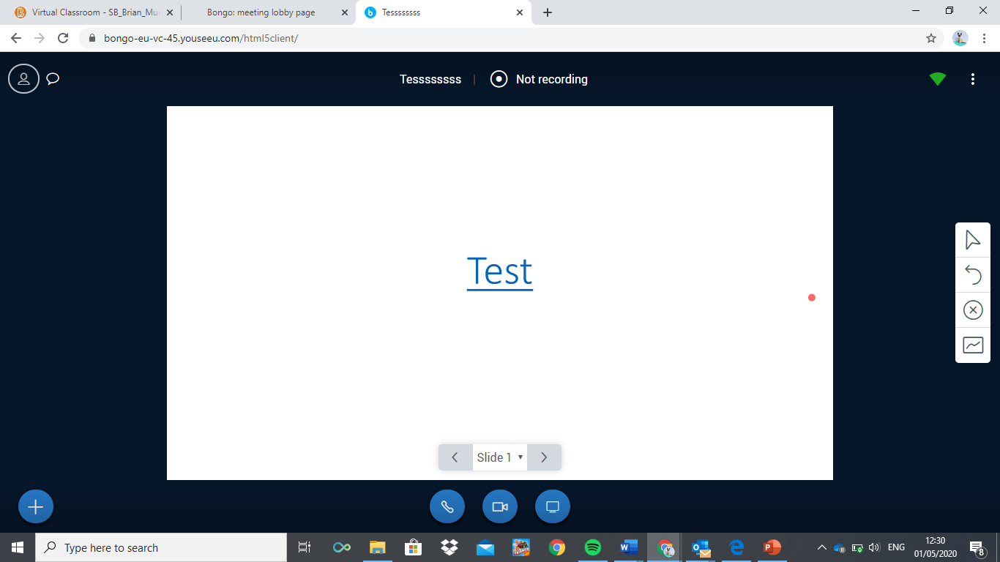 Virtual Classroom - SB_Brian_Mu
Bongo: meeting lobby page
Tesssssss
bongo-eu-vc-45.youseeu.com/html5client/
Tessssssss
Not recording
Test
Slide 1
Type here to search
ENG
12:30
01/05/2020
8